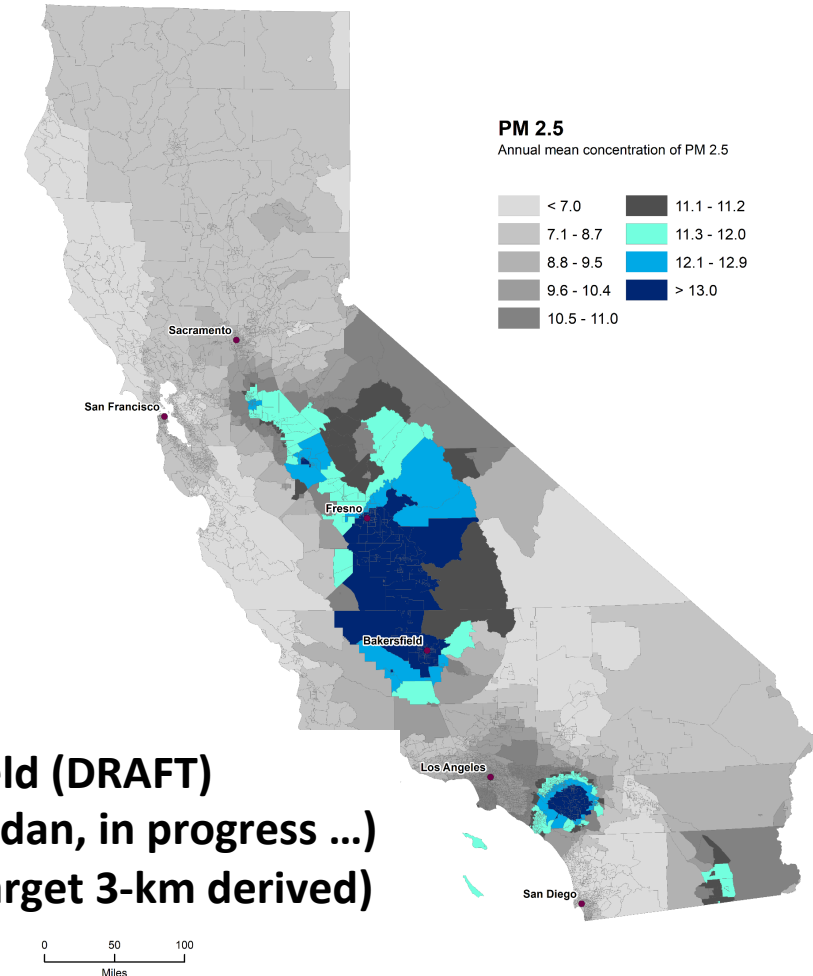 PM 2.5
Annual mean concentration of PM 2.5
< 7.0
7.1 - 8.7
8.8 - 9.5
9.6 - 10.4
10.5 - 11.0
11.1 - 11.2
11.3 - 12.0
12.1 - 12.9
> 13.0
Sacramento
San Francisco
Fresno
Bakersfield
Los Angeles
San Diego
eld (DRAFT)
dan, in progress ...)
arget 3-km derived)
0 50 100
Miles